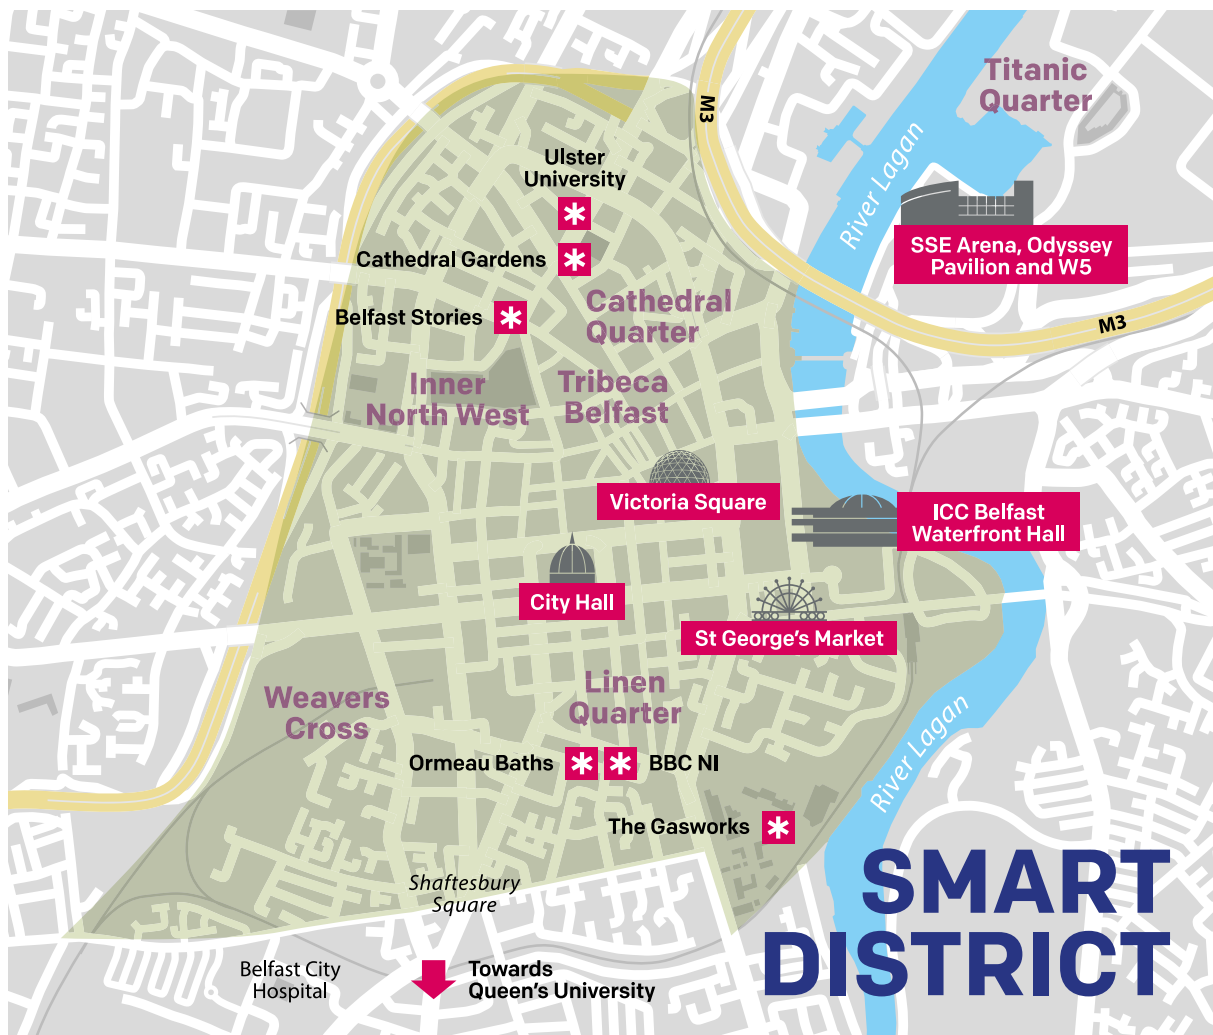 Titanic
Quarter
M3
River Lagan
Ulster
University
Cathedral Gardens
SSE Arena, Odyssey
Pavilion and W5
Belfast Stories
Cathedral
Quarter
M3
Inner
North West
Tribeca
Belfast
Victoria Square
ICC Belfast
Waterfront Hall
City Hall
St George's Market
Weavers
Cross
Linen
Quarter
River Lagan
Ormeau Baths
BBC NI
The Gasworks
Shaftesbury
Square
SMART
DISTRICT
Belfast City
Hospital
Towards
Queen's University